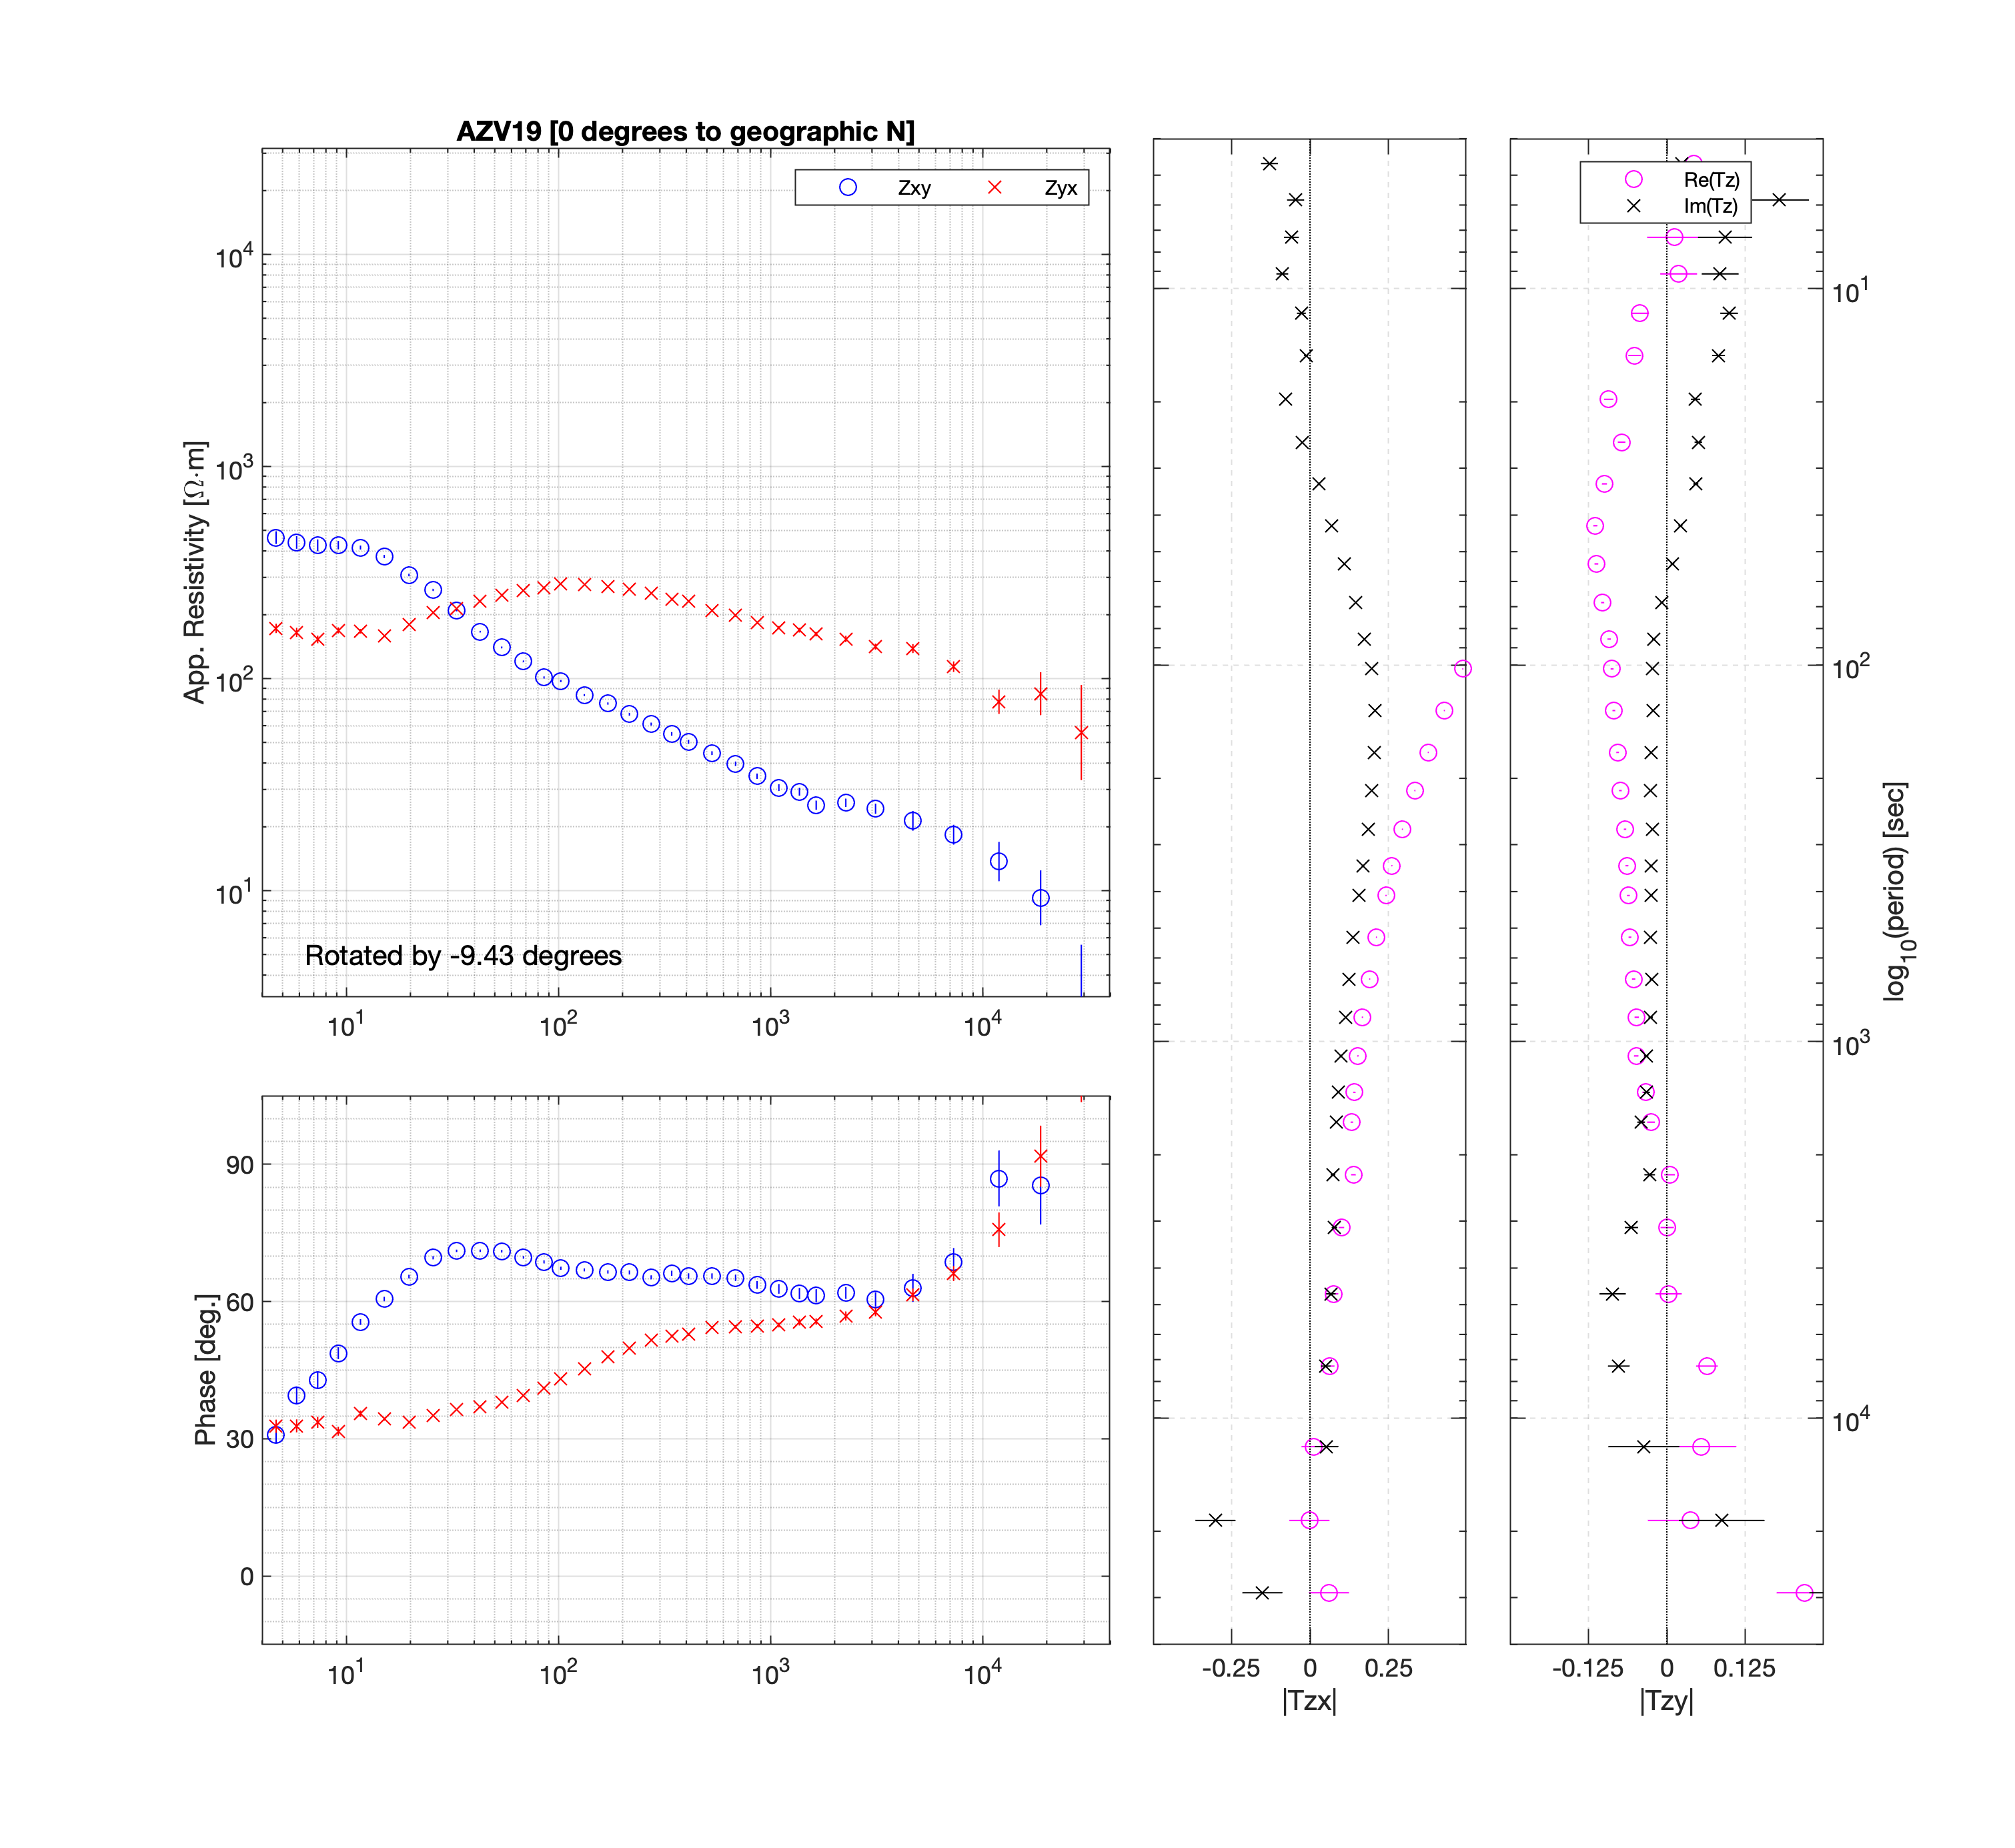 AZV19 [0 degrees to geographic N]
Zxy Zyx
App. Resistivity [Ω·m]
10^4
10^3
10^2
10^1
Rotated by -9.43 degrees
10^1 10^2 10^3 10^4
Phase [deg.]
90
60
30
0
10^1 10^2 10^3 10^4
-0.25 0 0.25
|Tzx|
Re(Tz)
Im(Tz)
-0.125 0 0.125
|Tzy|
10^1
10^2
10^3
10^4
log_10(period) [sec]